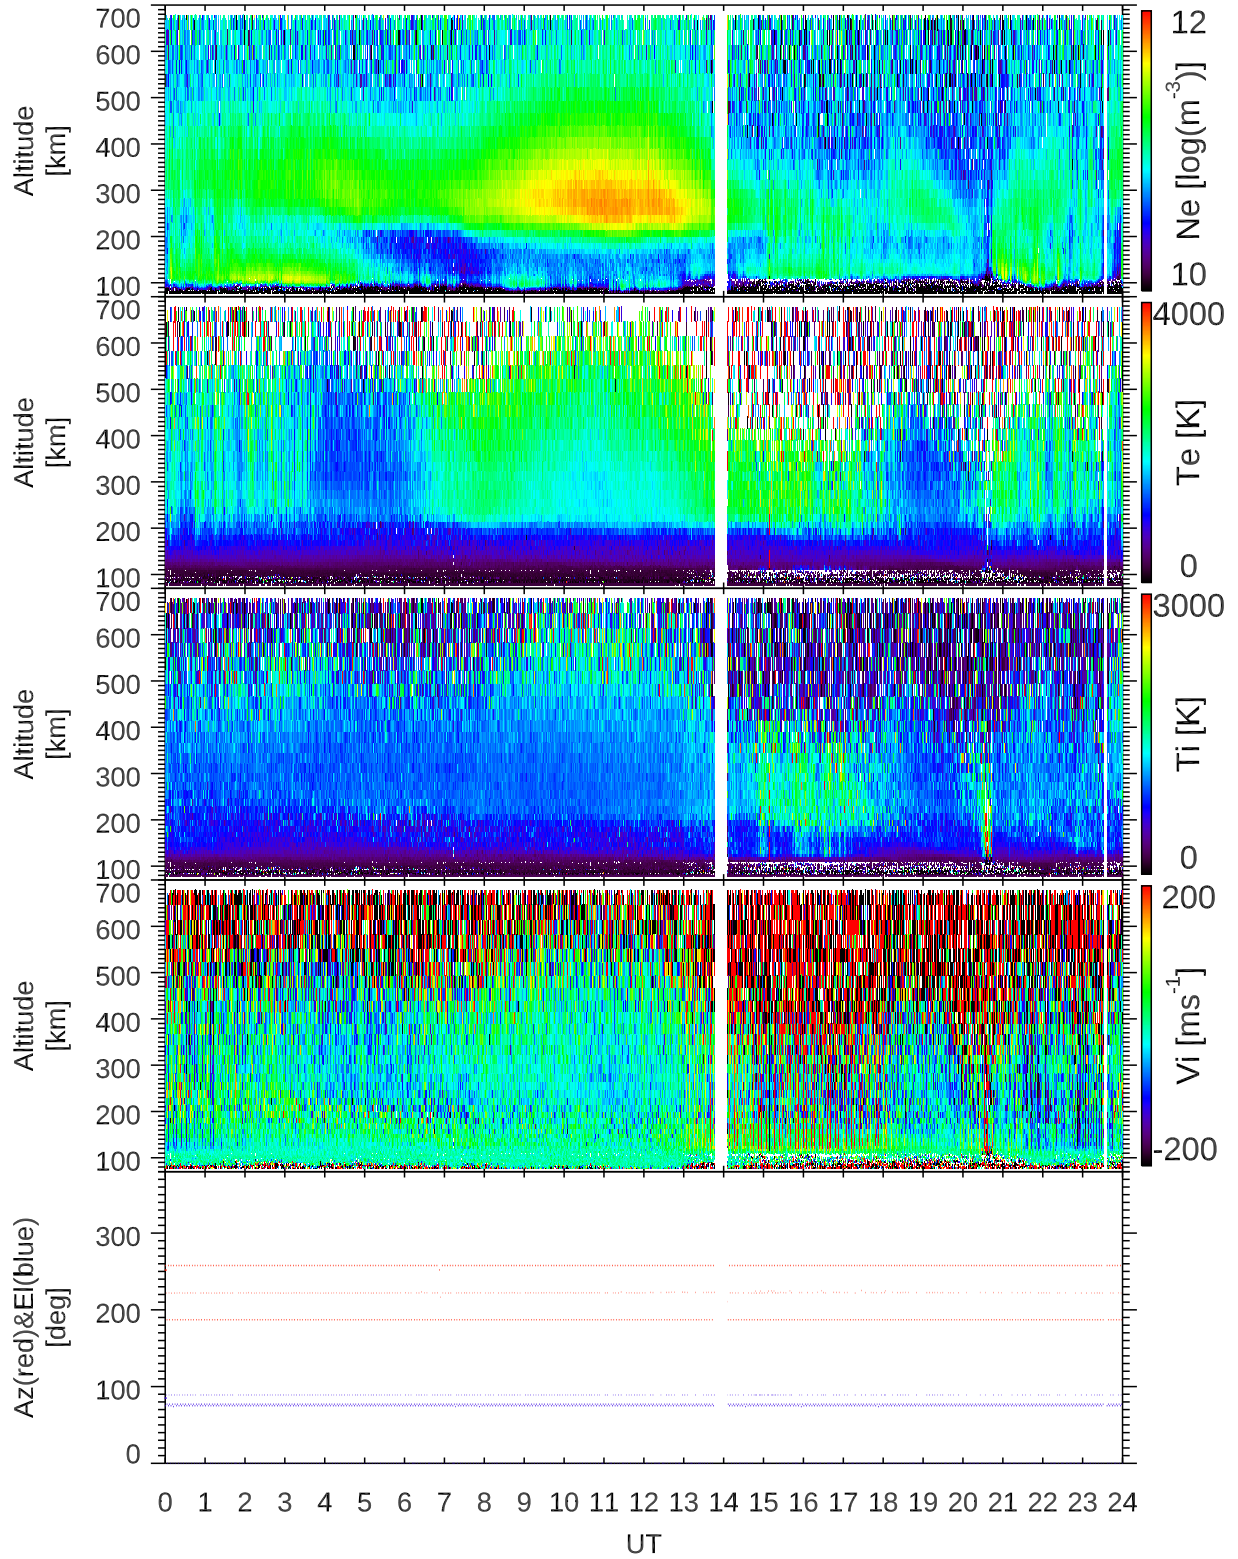 700
600
500
400
300
200
100
Altitude
[km]
12
Ne [log(m⁻³)]
10
700
600
500
400
300
200
100
Altitude
[km]
4000
Te [K]
0
700
600
500
400
300
200
100
Altitude
[km]
3000
Ti [K]
0
700
600
500
400
300
200
100
Altitude
[km]
200
Vi [ms⁻¹]
-200
300
200
100
0
Az(red)&El(blue)
[deg]
0 1 2 3 4 5 6 7 8 9 10 11 12 13 14 15 16 17 18 19 20 21 22 23 24
UT